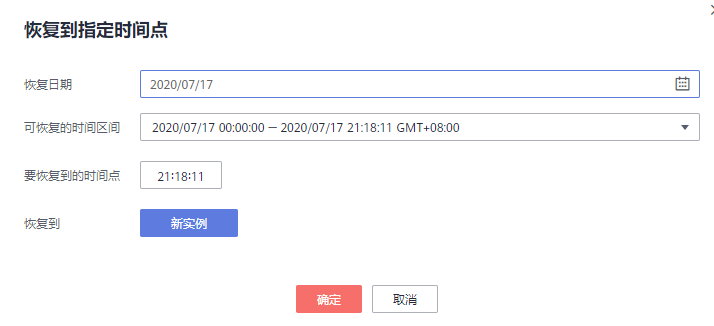 恢复到指定时间点
恢复日期 2020/07/17
可恢复的时间区间 2020/07/17 00:00:00 — 2020/07/17 21:18:11 GMT+08:00
要恢复到的时间点 21:18:11
恢复到 新实例
确定 取消